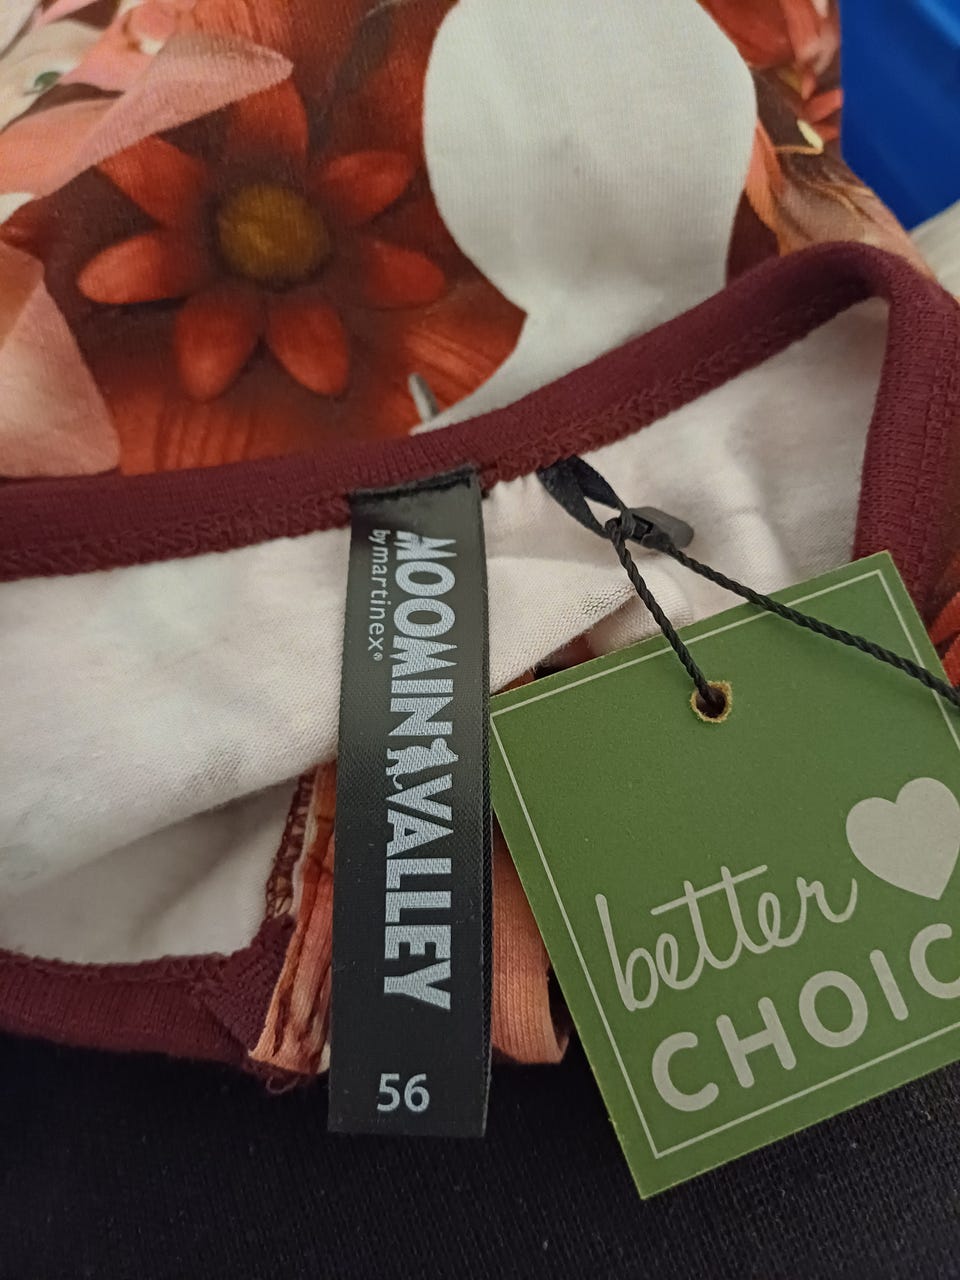 MOOMINVALLEY
by martinex®
56
better
CHOIC